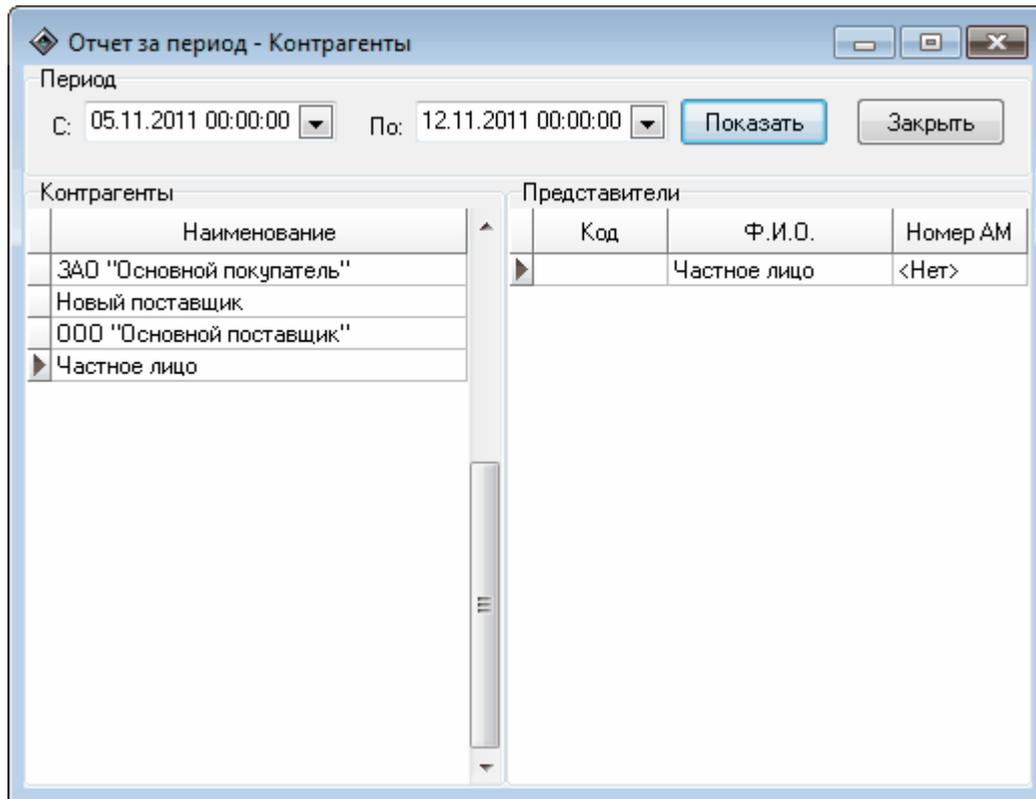 Отчет за период - Контрагенты
Период
С: 05.11.2011 00:00:00 По: 12.11.2011 00:00:00 Показать Закрыть
Контрагенты Представители
Наименование Код Ф.И.О. Номер АМ
ЗАО "Основной покупатель" Частное лицо <Нет>
Новый поставщик
ООО "Основной поставщик"
Частное лицо